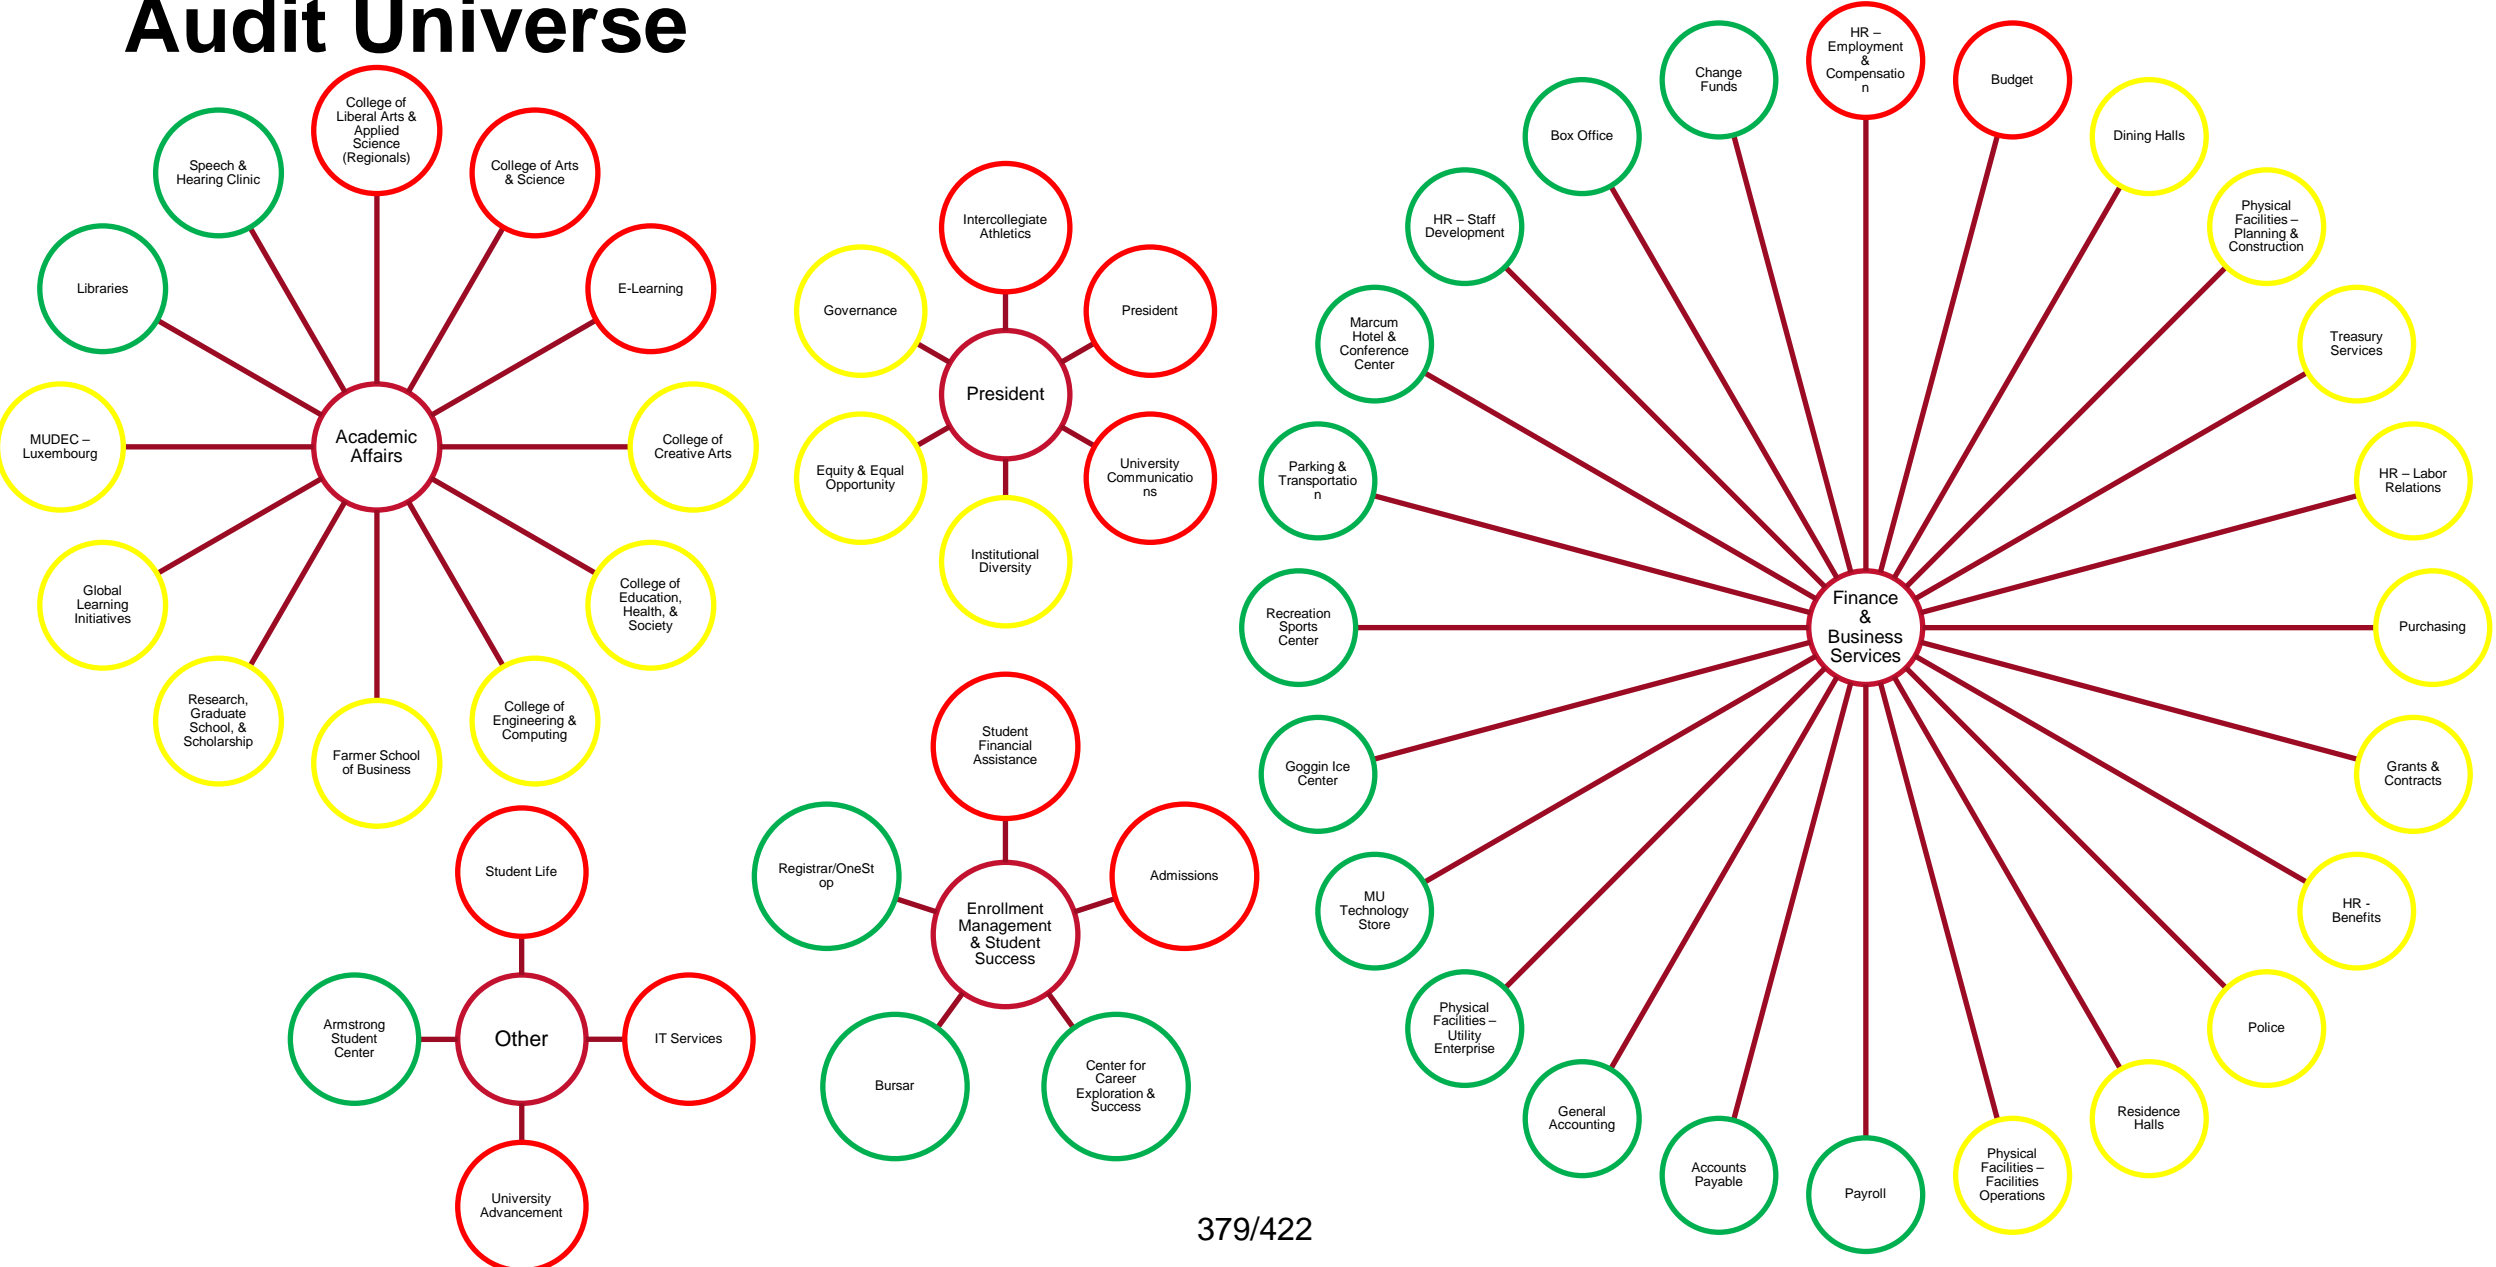 Audit Universe
College of
Liberal Arts &
Applied
Science
(Regionals)
College of Arts
& Science
E-Learning
College of
Creative Arts
College of
Education,
Health, &
Society
College of
Engineering &
Computing
Farmer School
of Business
Research,
Graduate
School, &
Scholarship
Global
Learning
Initiatives
MUDEC –
Luxembourg
Libraries
Speech &
Hearing Clinic
Academic
Affairs
Intercollegiate
Athletics
President
University
Communicatio
ns
Institutional
Diversity
Equity & Equal
Opportunity
Governance
President
Student
Financial
Assistance
Admissions
Center for
Career
Exploration &
Success
Bursar
Registrar/OneSt
op
Enrollment
Management
& Student
Success
Student Life
IT Services
University
Advancement
Armstrong
Student
Center
Other
HR –
Employment
&
Compensatio
n
Budget
Dining Halls
Physical
Facilities –
Planning &
Construction
Treasury
Services
HR – Labor
Relations
Purchasing
Grants &
Contracts
HR -
Benefits
Police
Residence
Halls
Physical
Facilities –
Facilities
Operations
Payroll
Accounts
Payable
General
Accounting
Physical
Facilities –
Utility
Enterprise
MU
Technology
Store
Goggin Ice
Center
Recreation
Sports
Center
Parking &
Transportatio
n
Marcum
Hotel &
Conference
Center
HR – Staff
Development
Box Office
Change
Funds
Finance
&
Business
Services
379/422